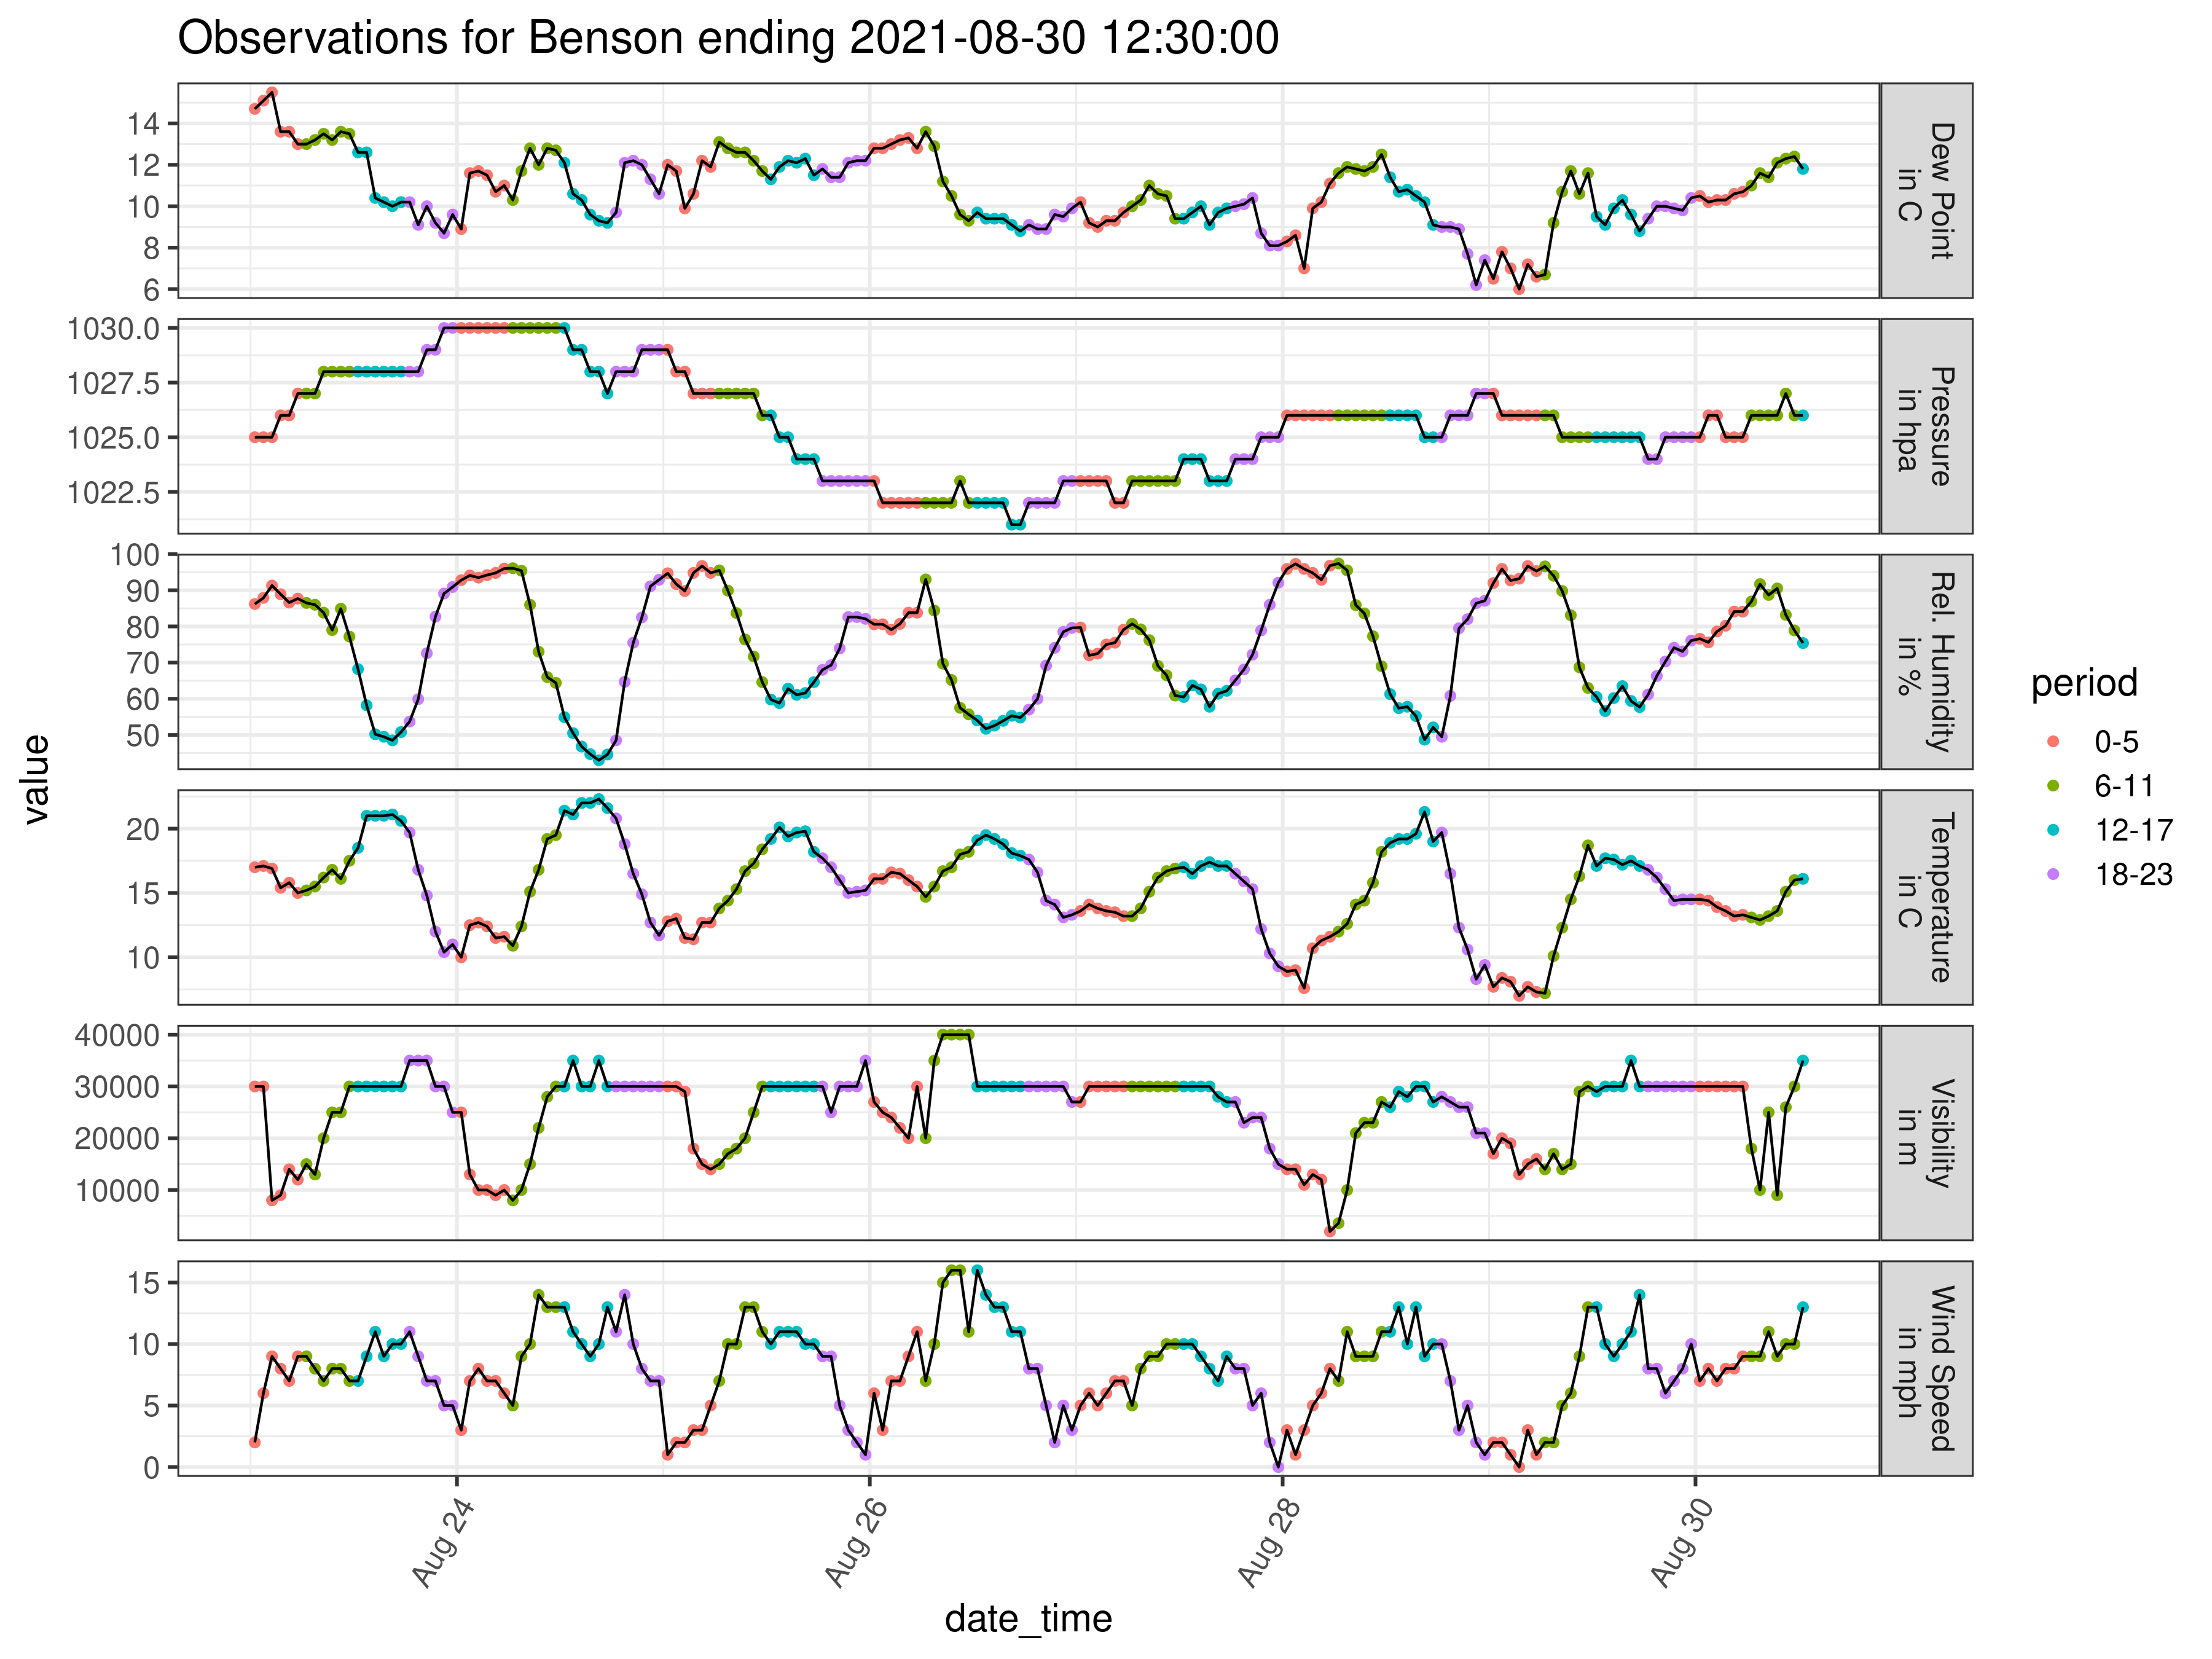 Observations for Benson ending 2021-08-30 12:30:00
value
14
12
10
8
6
Dew Point
in C
1030.0
1027.5
1025.0
1022.5
Pressure
in hpa
100
90
80
70
60
50
Rel. Humidity
in %
20
15
10
Temperature
in C
40000
30000
20000
10000
Visibility
in m
15
10
5
0
Wind Speed
in mph
Aug 24
Aug 26
Aug 28
Aug 30
date_time
period
0-5
6-11
12-17
18-23